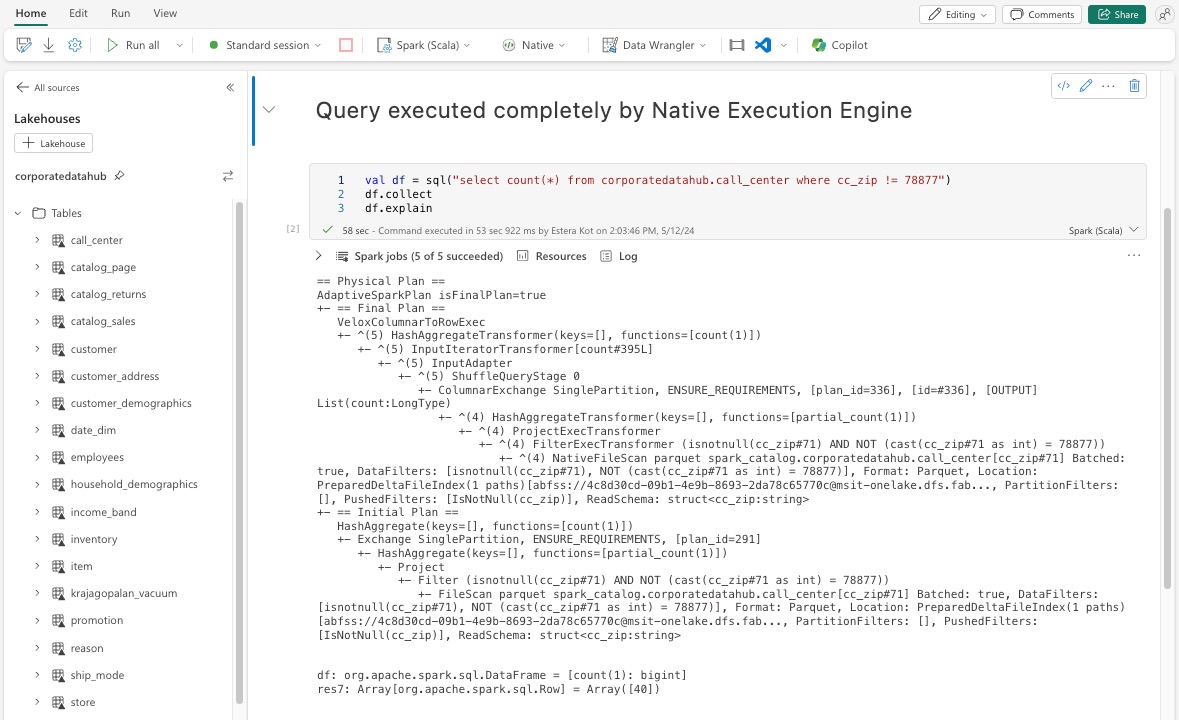 Home Edit Run View
Editing Comments Share
Run all Standard session Spark (Scala) Native Data Wrangler Copilot
All sources
Lakehouses
Lakehouse
corporatedatahub
Tables
call_center
catalog_page
catalog_returns
catalog_sales
customer
customer_address
customer_demographics
date_dim
employees
household_demographics
income_band
inventory
item
krajagopalan_vacuum
promotion
reason
ship_mode
store
Query executed completely by Native Execution Engine
1 val df = sql("select count(*) from corporatedatahub.call_center where cc_zip != 78877")
2 df.collect
3 df.explain
[2] 58 sec - Command executed in 53 sec 922 ms by Estera Kot on 2:03:46 PM, 5/12/24 Spark (Scala)
Spark jobs (5 of 5 succeeded) Resources Log
== Physical Plan ==
AdaptiveSparkPlan isFinalPlan=true
+- == Final Plan ==
VeloxColumnarToRowExec
+- ^(5) HashAggregateTransformer(keys=[], functions=[count(1)])
+- ^(5) InputIteratorTransformer[count#395L]
+- ^(5) InputAdapter
+- ^(5) ShuffleQueryStage 0
+- ColumnarExchange SinglePartition, ENSURE_REQUIREMENTS, [plan_id=336], [id=#336], [OUTPUT]
List(count:LongType)
+- ^(4) HashAggregateTransformer(keys=[], functions=[partial_count(1)])
+- ^(4) ProjectExecTransformer
+- ^(4) FilterExecTransformer (isnotnull(cc_zip#71) AND NOT (cast(cc_zip#71 as int) = 78877))
+- ^(4) NativeFileScan parquet spark_catalog.corporatedatahub.call_center[cc_zip#71] Batched:
true, DataFilters: [isnotnull(cc_zip#71), NOT (cast(cc_zip#71 as int) = 78877)], Format: Parquet, Location:
PreparedDeltaFileIndex(1 paths)[abfss://4c8d30cd-09b1-4e9b-8693-2da78c65770c@msit-onelake.dfs.fab..., PartitionFilters:
[], PushedFilters: [IsNotNull(cc_zip)], ReadSchema: struct<cc_zip:string>
+- == Initial Plan ==
HashAggregate(keys=[], functions=[count(1)])
+- Exchange SinglePartition, ENSURE_REQUIREMENTS, [plan_id=291]
+- HashAggregate(keys=[], functions=[partial_count(1)])
+- Project
+- Filter (isnotnull(cc_zip#71) AND NOT (cast(cc_zip#71 as int) = 78877))
+- FileScan parquet spark_catalog.corporatedatahub.call_center[cc_zip#71] Batched: true, DataFilters:
[isnotnull(cc_zip#71), NOT (cast(cc_zip#71 as int) = 78877)], Format: Parquet, Location: PreparedDeltaFileIndex(1 paths)
[abfss://4c8d30cd-09b1-4e9b-8693-2da78c65770c@msit-onelake.dfs.fab..., PartitionFilters: [], PushedFilters:
[IsNotNull(cc_zip)], ReadSchema: struct<cc_zip:string>
df: org.apache.spark.sql.DataFrame = [count(1): bigint]
res7: Array[org.apache.spark.sql.Row] = Array([40])